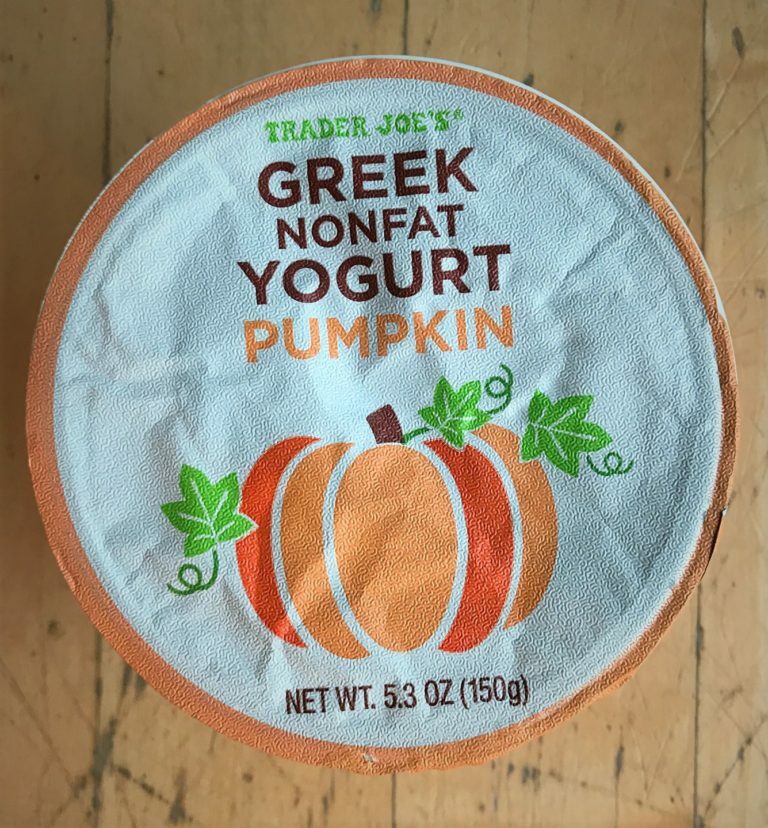 TRADER JOE'S®
GREEK
NONFAT
YOGURT
PUMPKIN
NET WT. 5.3 OZ (150g)